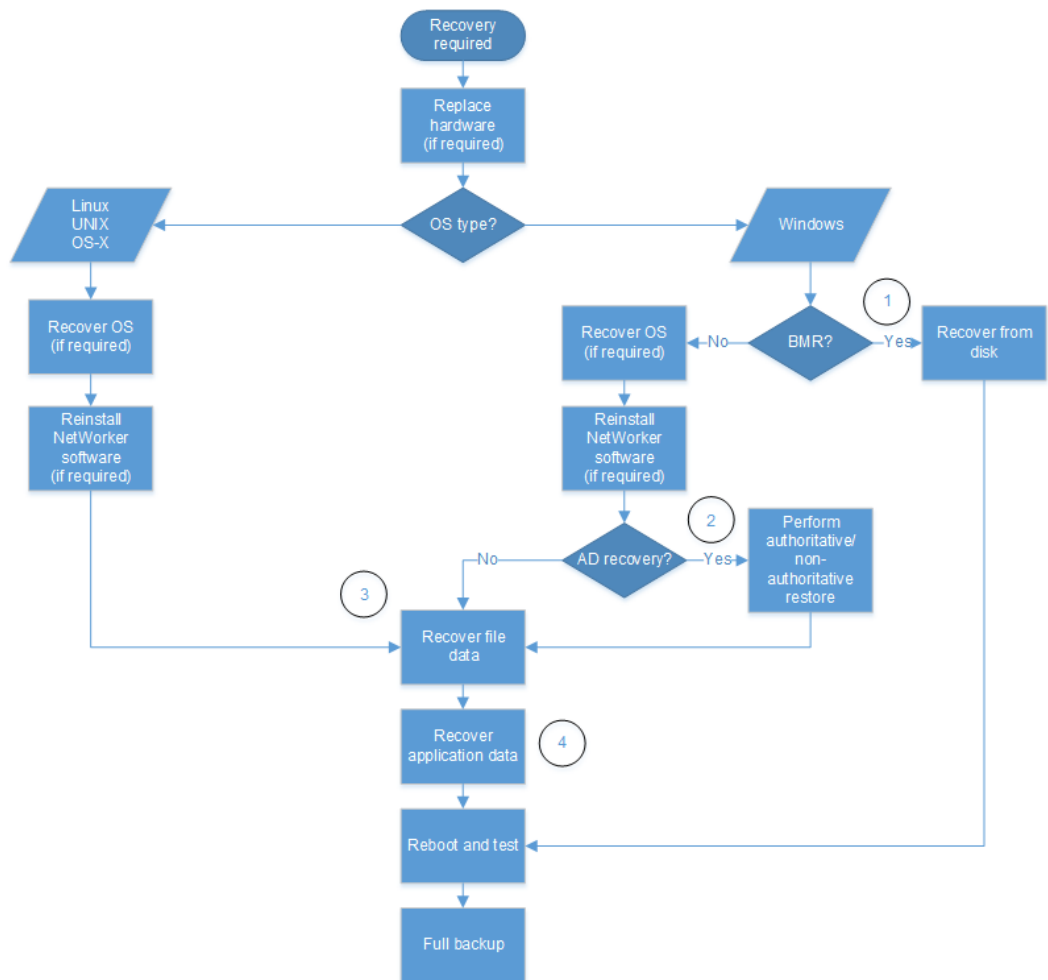 Recovery
required
Replace
hardware
(if required)
Linux
UNIX
OS-X
OS type?
Windows
1
Recover OS
(if required)
Recover OS
(if required)
No
BMR?
Yes
Recover from
disk
Reinstall
NetWorker
software
(if required)
Reinstall
NetWorker
software
(if required)
2
No
AD recovery?
Yes
Perform
authoritative/
non-
authoritative
restore
3
Recover file
data
Recover
application data
4
Reboot and test
Full backup